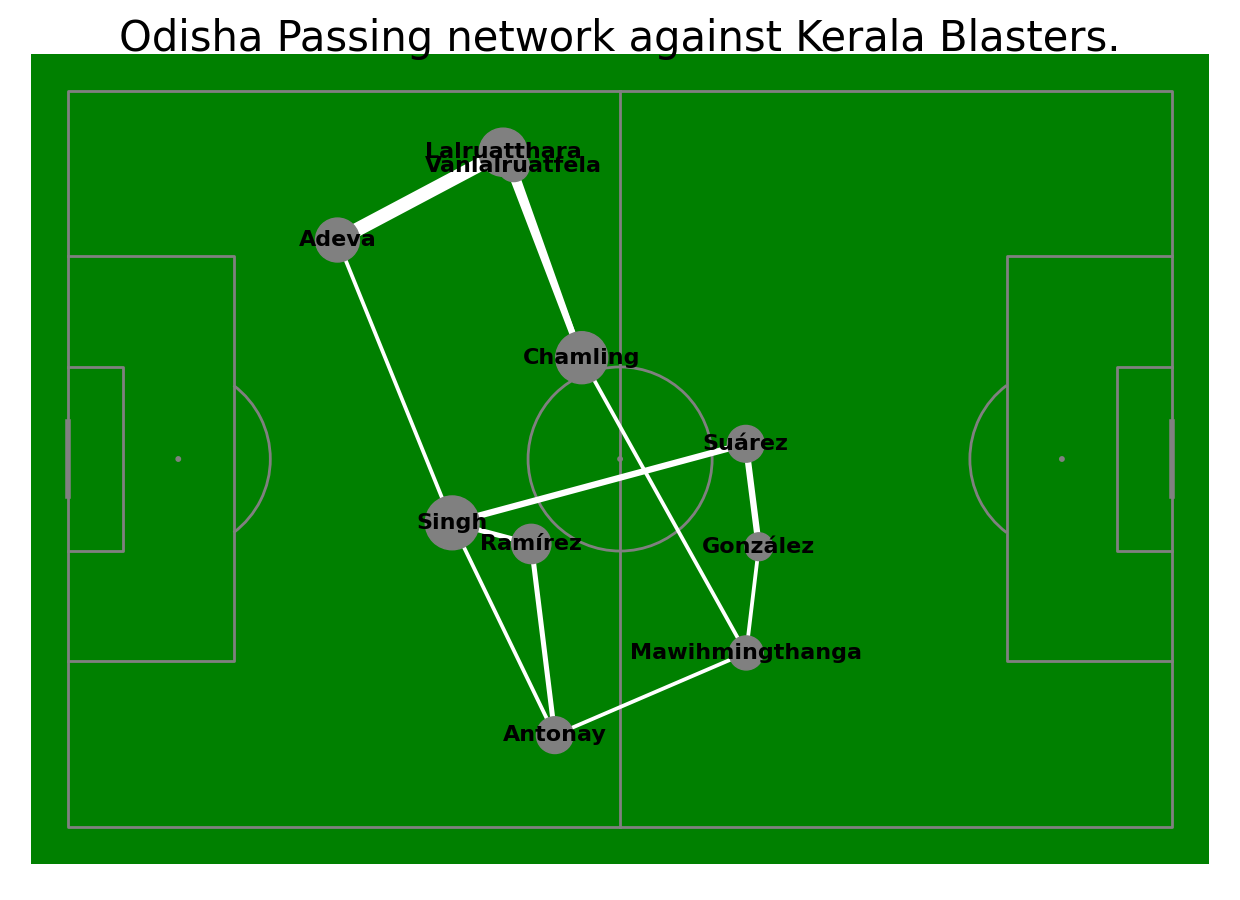 Odisha Passing network against Kerala Blasters.
Lalruatthara
Vanlalruatfela
Adeva
Chamling
Suárez
Singh
Ramírez
González
Mawihmingthanga
Antonay